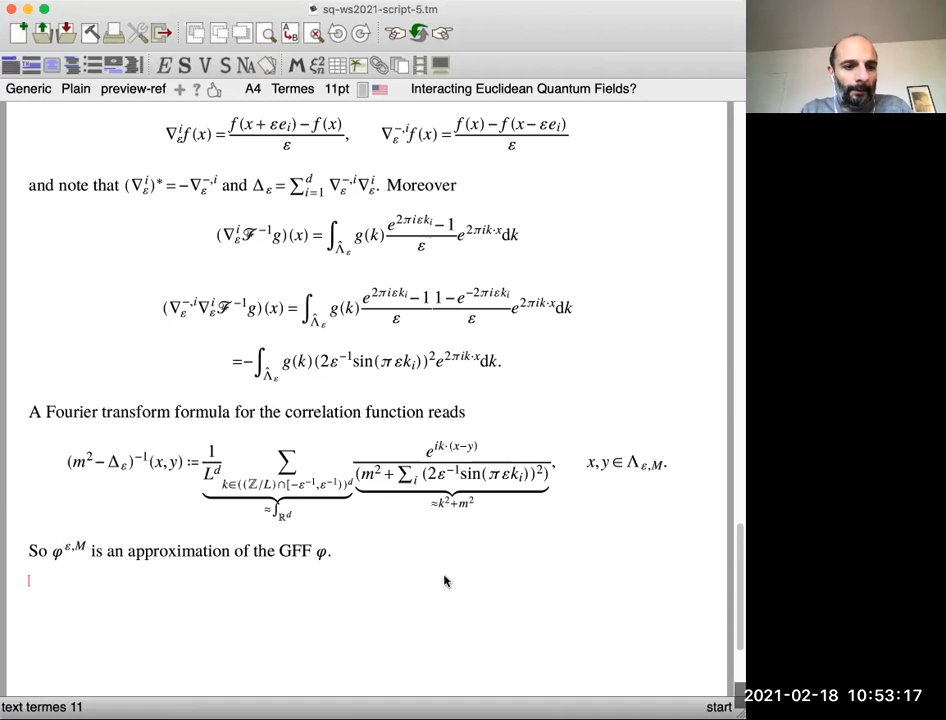 sq-ws2021-script-5.tm
E S V S NA
Generic Plain preview-ref A4 Termes 11pt Interacting Euclidean Quantum Fields?
∇_ε^i f(x) = (f(x + εe_i) − f(x))/ε, ∇_ε^{−,i} f(x) = (f(x) − f(x − εe_i))/ε
and note that (∇_ε^i)* = −∇_ε^{−,i} and Δ_ε = ∑_{i=1}^d ∇_ε^{−,i}∇_ε^i. Moreover
(∇_ε^i ℱ^{−1}g)(x) = ∫_{Λ̂_ε} g(k) (e^{2πiεk_i} − 1)/ε e^{2πik·x}dk
(∇_ε^{−,i}∇_ε^i ℱ^{−1}g)(x) = ∫_{Λ̂_ε} g(k) (e^{2πiεk_i} − 1)/ε (1 − e^{−2πiεk_i})/ε e^{2πik·x}dk
= −∫_{Λ̂_ε} g(k)(2ε^{−1}sin(πεk_i))^2 e^{2πik·x}dk.
A Fourier transform formula for the correlation function reads
(m^2 − Δ_ε)^{−1}(x, y) ≔ 1/L^d ∑_{k∈((ℤ/L)∩[−ε^{−1},ε^{−1}))^d} e^{ik·(x−y)}/(m^2 + ∑_i (2ε^{−1}sin(πεk_i))^2), x, y ∈ Λ_{ε,M}.
≈∫_{ℝ^d} ≈k^2+m^2
So φ^{ε,M} is an approximation of the GFF φ.
text termes 11 start
2021-02-18 10:53:17